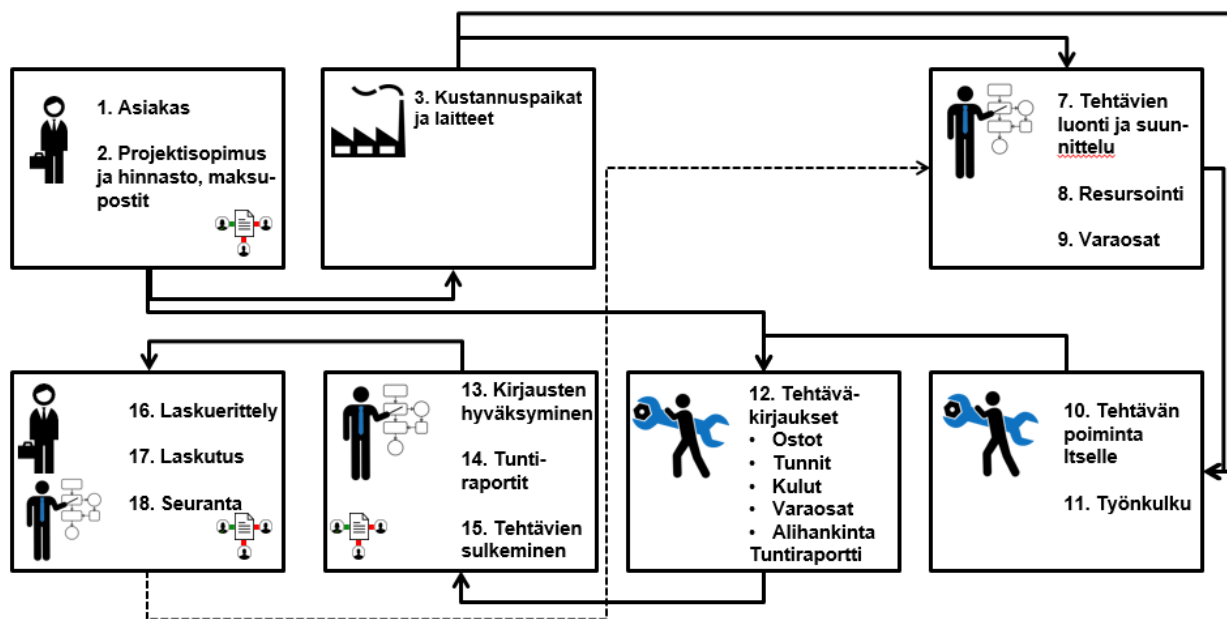 1. Asiakas
2. Projektisopimus
ja hinnasto, maksu-
postit
3. Kustannuspaikat
ja laitteet
7. Tehtävien
luonti ja suun-
nittelu
8. Resursointi
9. Varaosat
16. Laskuerittely
17. Laskutus
18. Seuranta
13. Kirjausten
hyväksyminen
14. Tunti-
raportit
15. Tehtävien
sulkeminen
12. Tehtävä-
kirjaukset
• Ostot
• Tunnit
• Kulut
• Varaosat
• Alihankinta
Tuntiraportti
10. Tehtävän
poiminta
Itselle
11. Työnkulku